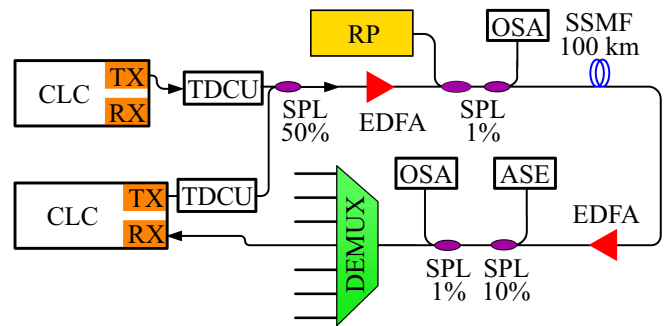 RP
OSA
SSMF
100 km
CLC
TX
RX
TDCU
SPL
50%
EDFA
SPL
1%
CLC
TX
RX
TDCU
DEMUX
OSA
ASE
EDFA
SPL
1%
SPL
10%